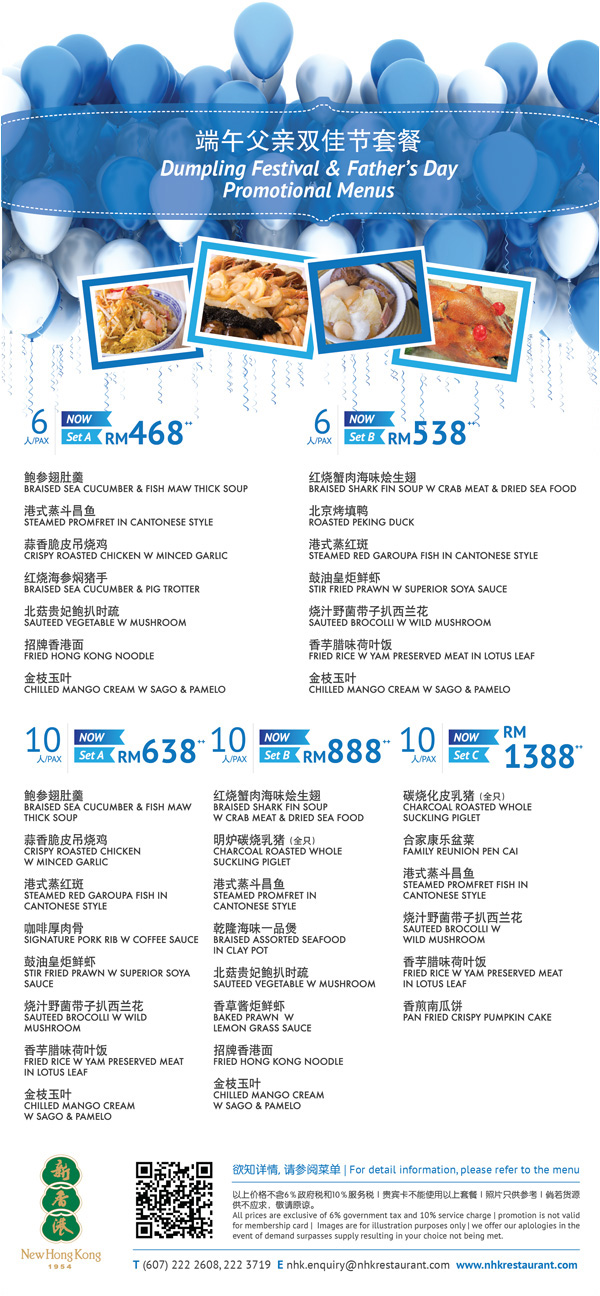 端午父亲双佳节套餐
Dumpling Festival & Father's Day
Promotional Menus
6
人/PAX
NOW
Set A
RM468++
鲍参翅肚羹
BRAISED SEA CUCUMBER & FISH MAW THICK SOUP
港式蒸斗昌鱼
STEAMED PROMFRET IN CANTONESE STYLE
蒜香脆皮吊烧鸡
CRISPY ROASTED CHICKEN W MINCED GARLIC
红烧海参焖猪手
BRAISED SEA CUCUMBER & PIG TROTTER
北菇贵妃鲍扒时疏
SAUTEED VEGETABLE W MUSHROOM
招牌香港面
FRIED HONG KONG NOODLE
金枝玉叶
CHILLED MANGO CREAM W SAGO & PAMELO
6
人/PAX
NOW
Set B
RM538++
红烧蟹肉海味烩生翅
BRAISED SHARK FIN SOUP W CRAB MEAT & DRIED SEA FOOD
北京烤填鸭
ROASTED PEKING DUCK
港式蒸红斑
STEAMED RED GAROUPA FISH IN CANTONESE STYLE
鼓油皇炬鲜虾
STIR FRIED PRAWN W SUPERIOR SOYA SAUCE
烧汁野菌带子扒西兰花
SAUTEED BROCOLLI W WILD MUSHROOM
香芋腊味荷叶饭
FRIED RICE W YAM PRESERVED MEAT IN LOTUS LEAF
金枝玉叶
CHILLED MANGO CREAM W SAGO & PAMELO
10
人/PAX
NOW
Set A
RM638++
鲍参翅肚羹
BRAISED SEA CUCUMBER & FISH MAW
THICK SOUP
蒜香脆皮吊烧鸡
CRISPY ROASTED CHICKEN
W MINCED GARLIC
港式蒸红斑
STEAMED RED GAROUPA FISH IN
CANTONESE STYLE
咖啡厚肉骨
SIGNATURE PORK RIB W COFFEE SAUCE
鼓油皇炬鲜虾
STIR FRIED PRAWN W SUPERIOR SOYA
SAUCE
烧汁野菌带子扒西兰花
SAUTEED BROCOLLI W WILD
MUSHROOM
香芋腊味荷叶饭
FRIED RICE W YAM PRESERVED MEAT
IN LOTUS LEAF
金枝玉叶
CHILLED MANGO CREAM
W SAGO & PAMELO
10
人/PAX
NOW
Set B
RM888++
红烧蟹肉海味烩生翅
BRAISED SHARK FIN SOUP
W CRAB MEAT & DRIED SEA FOOD
明炉碳烧乳猪（全只）
CHARCOAL ROASTED WHOLE
SUCKLING PIGLET
港式蒸斗昌鱼
STEAMED PROMFRET IN
CANTONESE STYLE
乾隆海味一品煲
BRAISED ASSORTED SEAFOOD
IN CLAY POT
北菇贵妃鲍扒时疏
SAUTEED VEGETABLE W MUSHROOM
香草酱炬鲜虾
BAKED PRAWN W
LEMON GRASS SAUCE
招牌香港面
FRIED HONG KONG NOODLE
金枝玉叶
CHILLED MANGO CREAM
W SAGO & PAMELO
10
人/PAX
NOW
Set C
RM
1388++
碳烧化皮乳猪（全只）
CHARCOAL ROASTED WHOLE
SUCKLING PIGLET
合家康乐盆菜
FAMILY REUNION PEN CAI
港式蒸斗昌鱼
STEAMED PROMFRET FISH IN
CANTONESE STYLE
烧汁野菌带子扒西兰花
SAUTEED BROCOLLI W
WILD MUSHROOM
香芋腊味荷叶饭
FRIED RICE W YAM PRESERVED MEAT
IN LOTUS LEAF
香煎南瓜饼
PAN FRIED CRISPY PUMPKIN CAKE
新香港
New Hong Kong
1954
欲知详情, 请参阅菜单 | For detail information, please refer to the menu
以上价格不含6％政府税和10％服务税 | 贵宾卡不能使用以上套餐 | 照片只供参考 | 倘若货源
供不应求，敬请原谅。
All prices are exclusive of 6% government tax and 10% service charge | promotion is not valid
for membership card | Images are for illustration purposes only | we offer our aplologies in the
event of demand surpasses supply resulting in your choice not being met.
T (607) 222 2608, 222 3719 E nhk.enquiry@nhkrestaurant.com www.nhkrestaurant.com